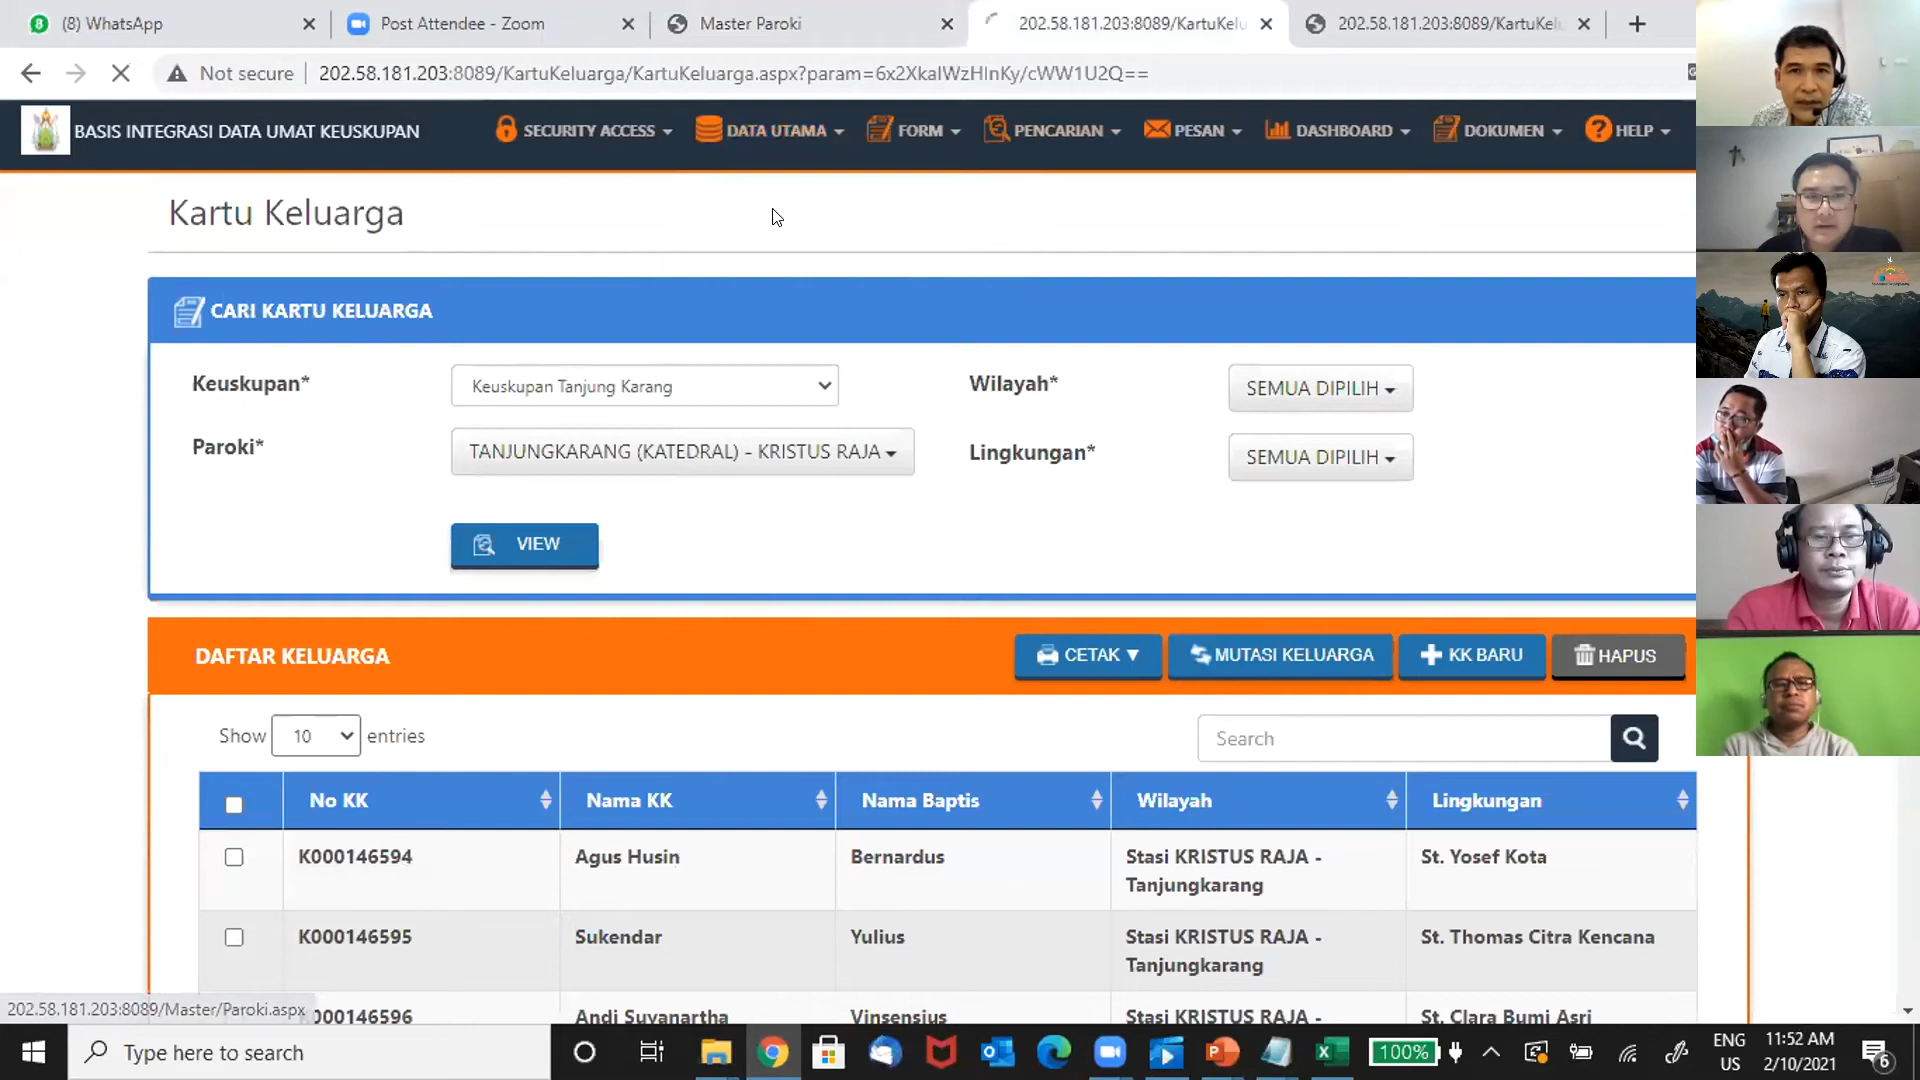 (8) WhatsApp
Post Attendee - Zoom
Master Paroki
202.58.181.203:8089/KartuKelu
202.58.181.203:8089/KartuKel
Not secure
202.58.181.203:8089/KartuKeluarga/KartuKeluarga.aspx?param=6x2XkalWzHlnKy/cWW1U2Q==
BASIS INTEGRASI DATA UMAT KEUSKUPAN
SECURITY ACCESS
DATA UTAMA
FORM
PENCARIAN
PESAN
DASHBOARD
DOKUMEN
HELP
Kartu Keluarga
CARI KARTU KELUARGA
Keuskupan*
Keuskupan Tanjung Karang
Wilayah*
SEMUA DIPILIH
Paroki*
TANJUNGKARANG (KATEDRAL) - KRISTUS RAJA
Lingkungan*
SEMUA DIPILIH
VIEW
DAFTAR KELUARGA
CETAK
MUTASI KELUARGA
KK BARU
HAPUS
Show 10 entries
Search
No KK
Nama KK
Nama Baptis
Wilayah
Lingkungan
K000146594
Agus Husin
Bernardus
Stasi KRISTUS RAJA -
Tanjungkarang
St. Yosef Kota
K000146595
Sukendar
Yulius
Stasi KRISTUS RAJA -
Tanjungkarang
St. Thomas Citra Kencana
202.58.181.203:8089/Master/Paroki.aspx
000146596
Andi Suyanartha
Vinsensius
Stasi KRISTUS RAJA -
St. Clara Bumi Asri
Type here to search
100%
ENG
US
11:52 AM
2/10/2021
6